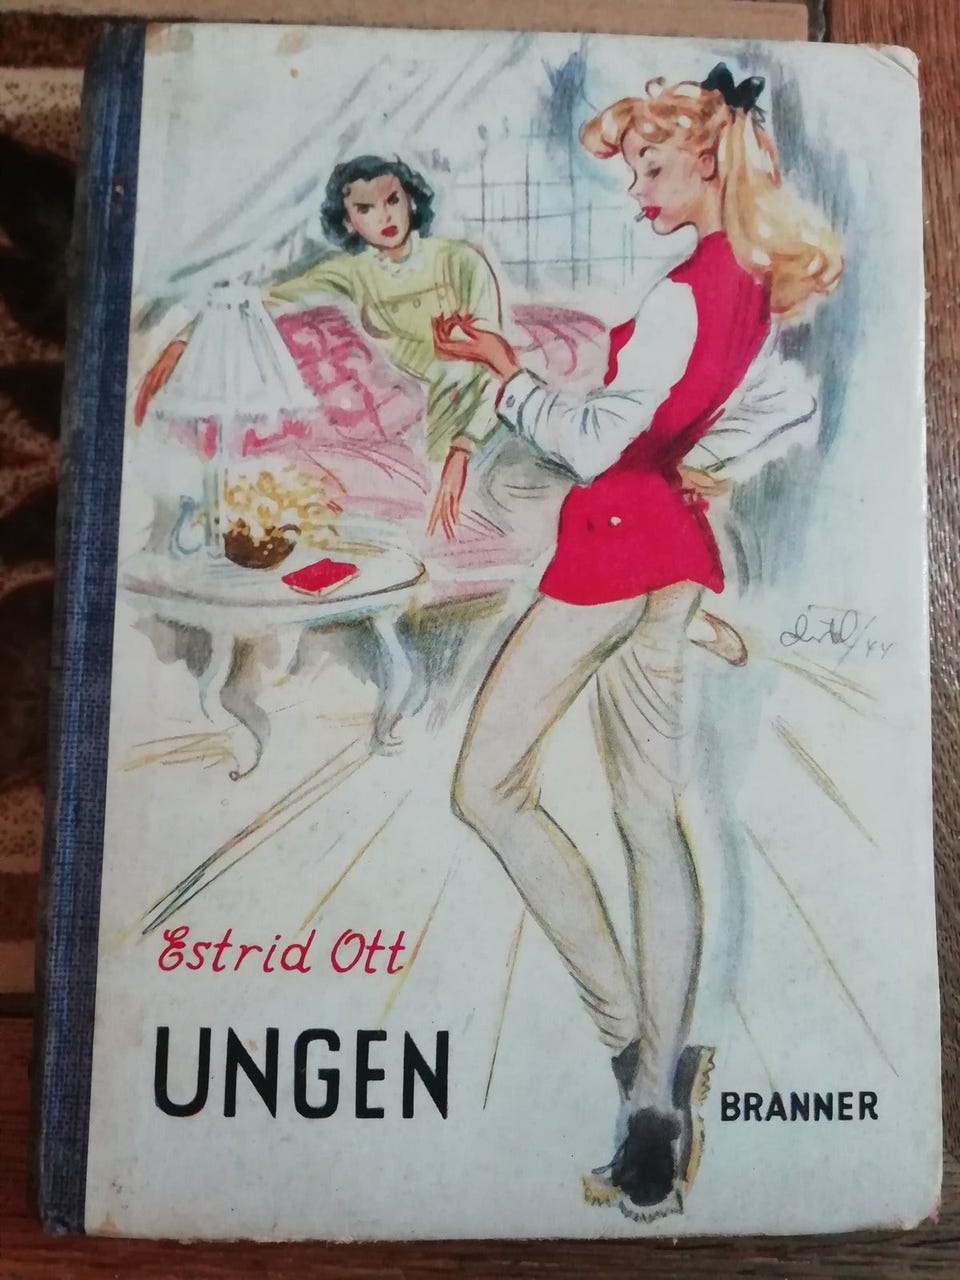 Estrid Ott
UNGEN
BRANNER